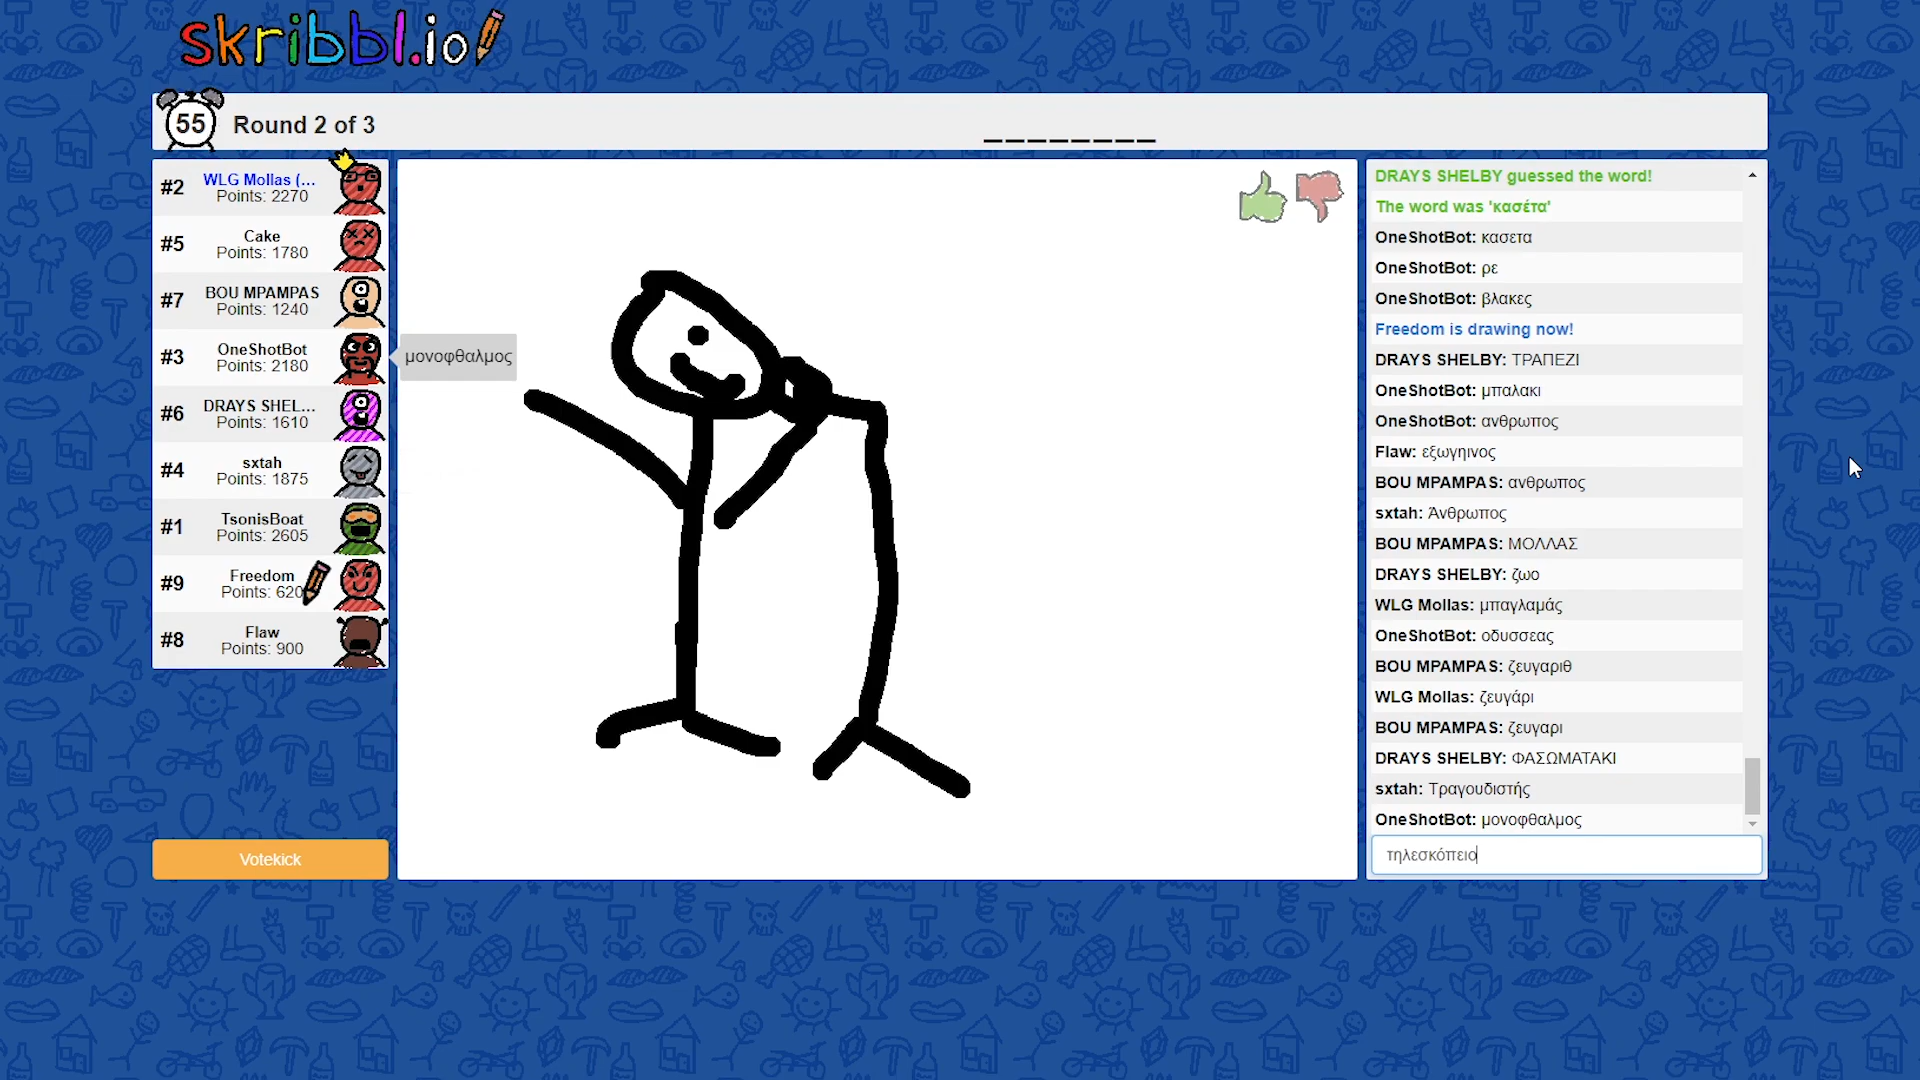 skribbl.io
55
Round 2 of 3
________
#2 WLG Mollas (...
Points: 2270
#5 Cake
Points: 1780
#7 BOU MPAMPAS
Points: 1240
#3 OneShotBot
Points: 2180
μονοφθαλμος
#6 DRAYS SHEL...
Points: 1610
#4 sxtah
Points: 1875
#1 TsonisBoat
Points: 2605
#9 Freedom
Points: 620
#8 Flaw
Points: 900
Votekick
DRAYS SHELBY guessed the word!
The word was 'κασέτα'
OneShotBot: κασετα
OneShotBot: ρε
OneShotBot: βλακες
Freedom is drawing now!
DRAYS SHELBY: ΤΡΑΠΕΖΙ
OneShotBot: μπαλακι
OneShotBot: ανθρωπος
Flaw: εξωγηινος
BOU MPAMPAS: ανθρωπος
sxtah: Άνθρωπος
BOU MPAMPAS: ΜΟΛΛΑΣ
DRAYS SHELBY: ζωο
WLG Mollas: μπαγλαμάς
OneShotBot: οδυσσεας
BOU MPAMPAS: ζευγαριθ
WLG Mollas: ζευγάρι
BOU MPAMPAS: ζευγαρι
DRAYS SHELBY: ΦΑΣΩΜΑΤΑΚΙ
sxtah: Τραγουδιστής
OneShotBot: μονοφθαλμος
τηλεσκόπειο